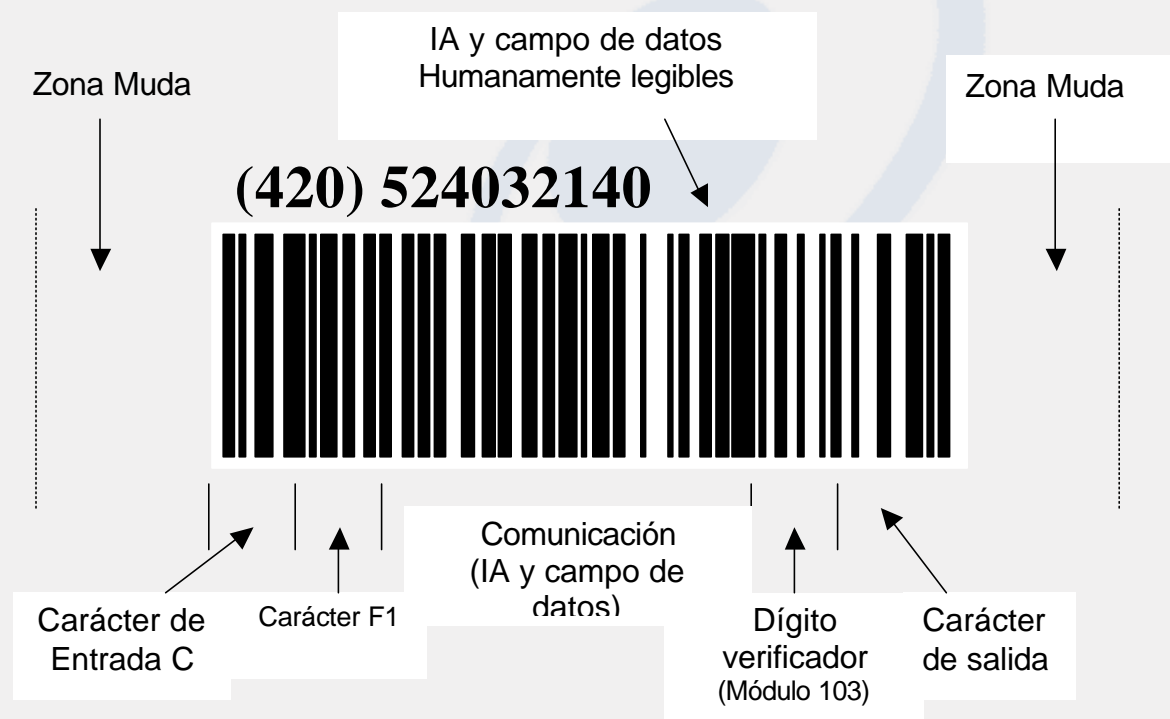 IA y campo de datos
Humanamente legibles
Zona Muda
Zona Muda
(420) 524032140
Comunicación
(IA y campo de
datos)
Carácter de
Entrada C
Carácter F1
Dígito
verificador
(Módulo 103)
Carácter
de salida